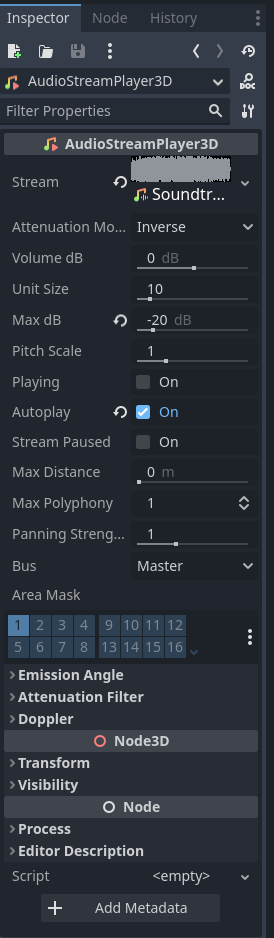 Inspector Node History
AudioStreamPlayer3D
DOC
Filter Properties
AudioStreamPlayer3D
Stream
Soundtr...
Attenuation Mo... Inverse
Volume dB 0 dB
Unit Size 10
Max dB -20 dB
Pitch Scale 1
Playing On
Autoplay On
Stream Paused On
Max Distance 0 m
Max Polyphony 1
Panning Streng... 1
Bus Master
Area Mask
1 2 3 4 9 10 11 12
5 6 7 8 13 14 15 16
Emission Angle
Attenuation Filter
Doppler
Node3D
Transform
Visibility
Node
Process
Editor Description
Script <empty>
Add Metadata